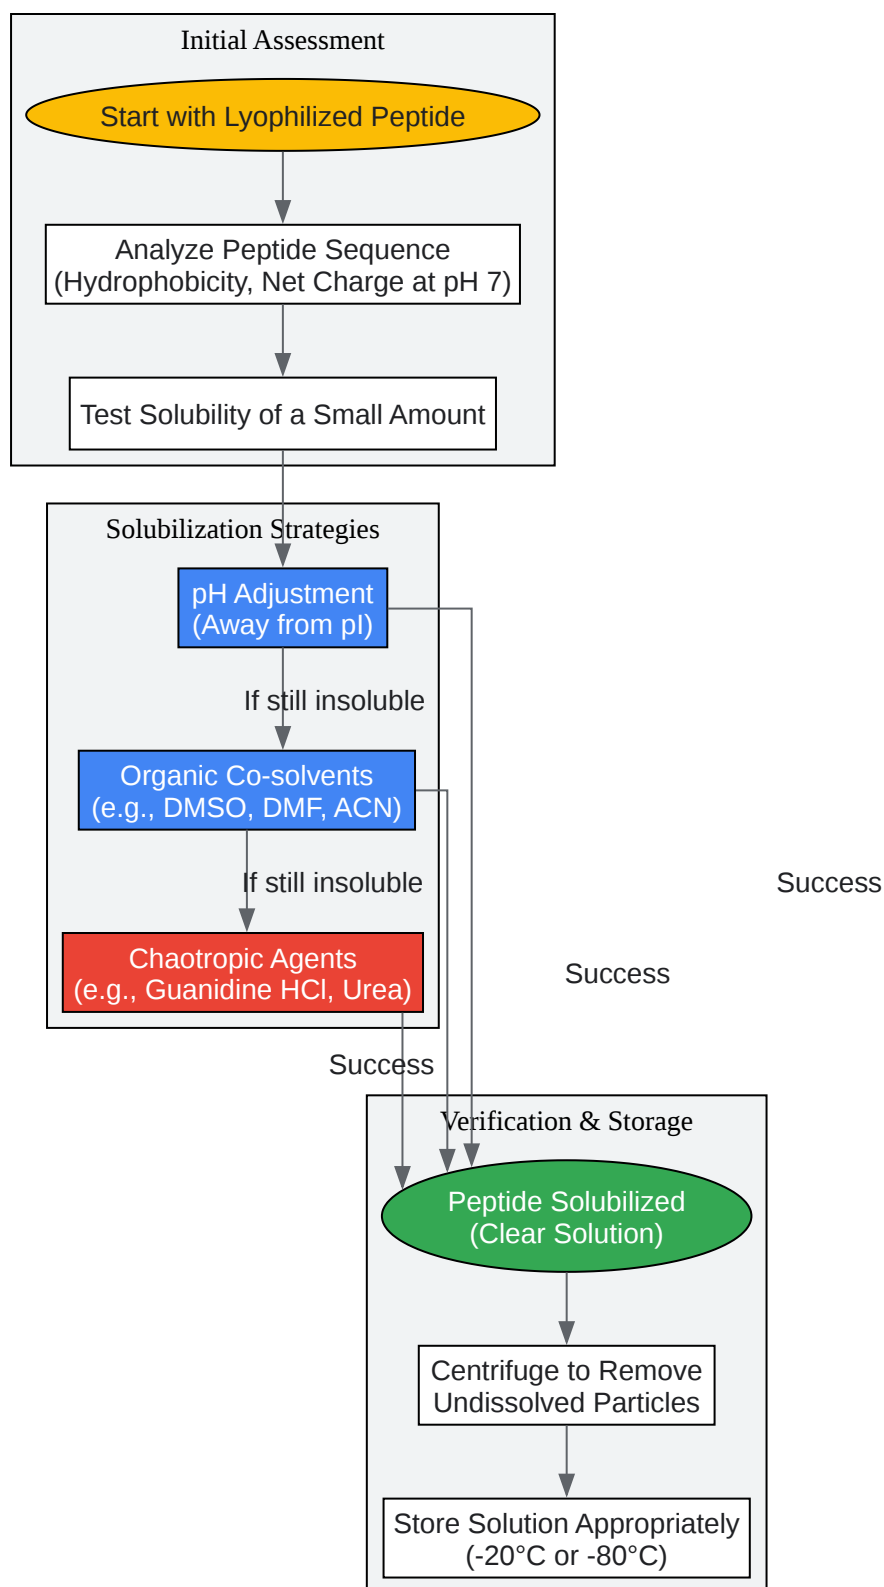 Initial Assessment
Start with Lyophilized Peptide
Analyze Peptide Sequence
(Hydrophobicity, Net Charge at pH 7)
Test Solubility of a Small Amount
Solubilization Strategies
pH Adjustment
(Away from pI)
If still insoluble
Organic Co-solvents
(e.g., DMSO, DMF, ACN)
If still insoluble
Success
Chaotropic Agents
(e.g., Guanidine HCl, Urea)
Success
Success
Verification & Storage
Peptide Solubilized
(Clear Solution)
Centrifuge to Remove
Undissolved Particles
Store Solution Appropriately
(-20°C or -80°C)